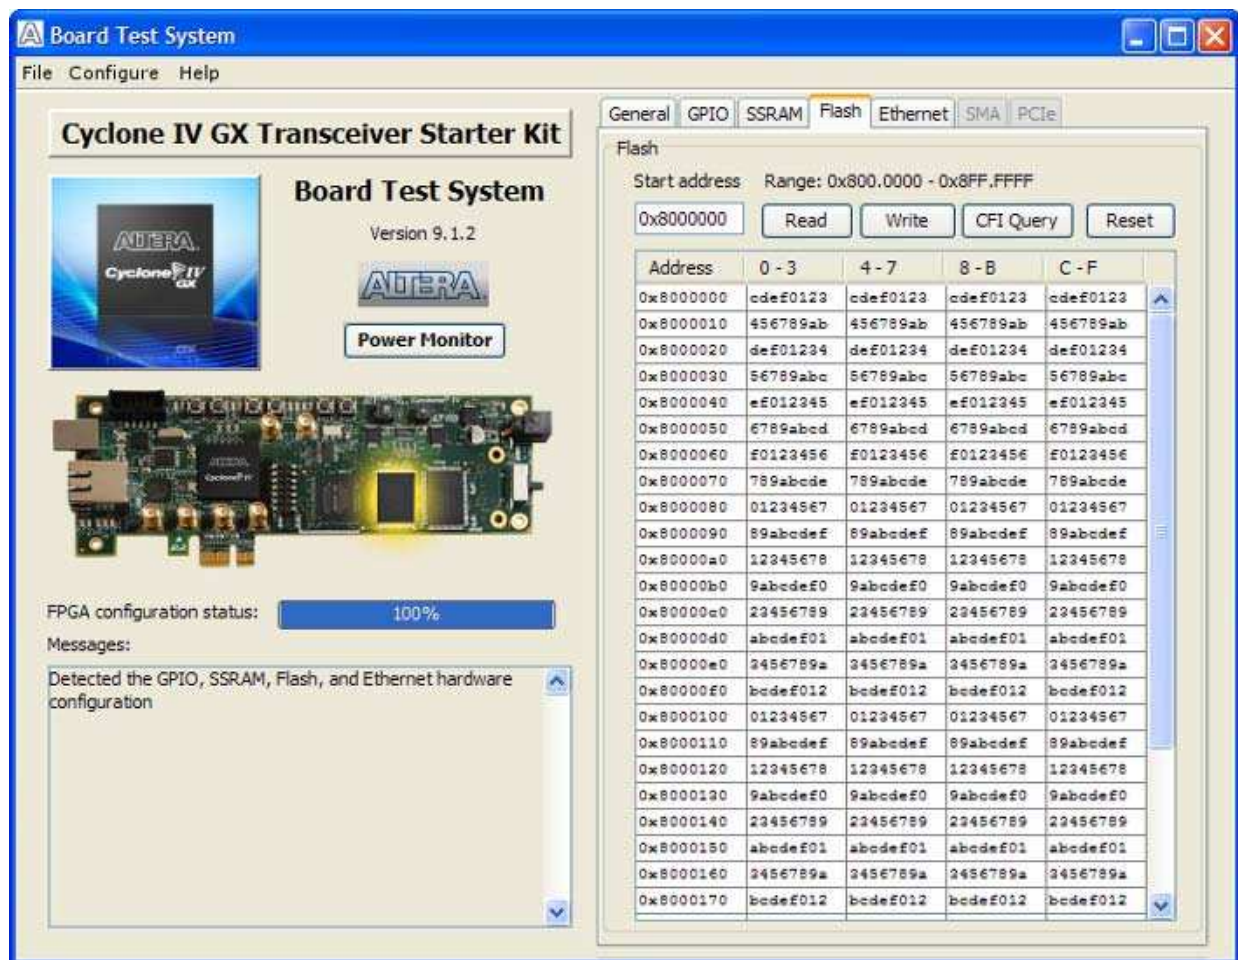 Board Test System
File Configure Help
Cyclone IV GX Transceiver Starter Kit
Board Test System
Version 9.1.2
ALTERA
Cyclone IV
GX
ALTERA
Power Monitor
ALTERA
Cyclone IV
FPGA configuration status: 100%
Messages:
Detected the GPIO, SSRAM, Flash, and Ethernet hardware
configuration
General GPIO SSRAM Flash Ethernet SMA PCIe
Flash
Start address Range: 0x800.0000 - 0x8FF.FFFF
0x8000000 Read Write CFI Query Reset
Address 0 - 3 4 - 7 8 - B C - F
0x8000000 cdef0123 cdef0123 cdef0123 cdef0123
0x8000010 456789ab 456789ab 456789ab 456789ab
0x8000020 def01234 def01234 def01234 def01234
0x8000030 56789abc 56789abc 56789abc 56789abc
0x8000040 ef012345 ef012345 ef012345 ef012345
0x8000050 6789abcd 6789abcd 6789abcd 6789abcd
0x8000060 f0123456 f0123456 f0123456 f0123456
0x8000070 789abcde 789abcde 789abcde 789abcde
0x8000080 01234567 01234567 01234567 01234567
0x8000090 89abcdef 89abcdef 89abcdef 89abcdef
0x80000a0 12345678 12345678 12345678 12345678
0x80000b0 9abcdef0 9abcdef0 9abcdef0 9abcdef0
0x80000c0 23456789 23456789 23456789 23456789
0x80000d0 abcdef01 abcdef01 abcdef01 abcdef01
0x80000e0 3456789a 3456789a 3456789a 3456789a
0x80000f0 bcdef012 bcdef012 bcdef012 bcdef012
0x8000100 01234567 01234567 01234567 01234567
0x8000110 89abcdef 89abcdef 89abcdef 89abcdef
0x8000120 12345678 12345678 12345678 12345678
0x8000130 9abcdef0 9abcdef0 9abcdef0 9abcdef0
0x8000140 23456789 23456789 23456789 23456789
0x8000150 abcdef01 abcdef01 abcdef01 abcdef01
0x8000160 3456789a 3456789a 3456789a 3456789a
0x8000170 bcdef012 bcdef012 bcdef012 bcdef012